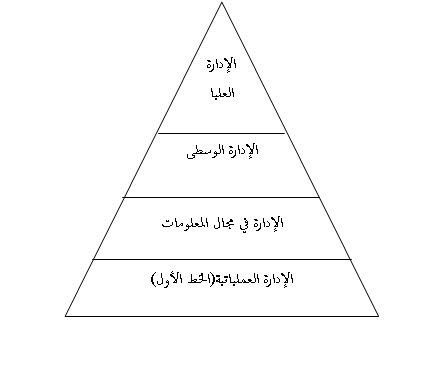 الإدارة
العليا
الإدارة الوسطى
الإدارة في مجال المعلومات
الإدارة العملياتية(الخط الأول)